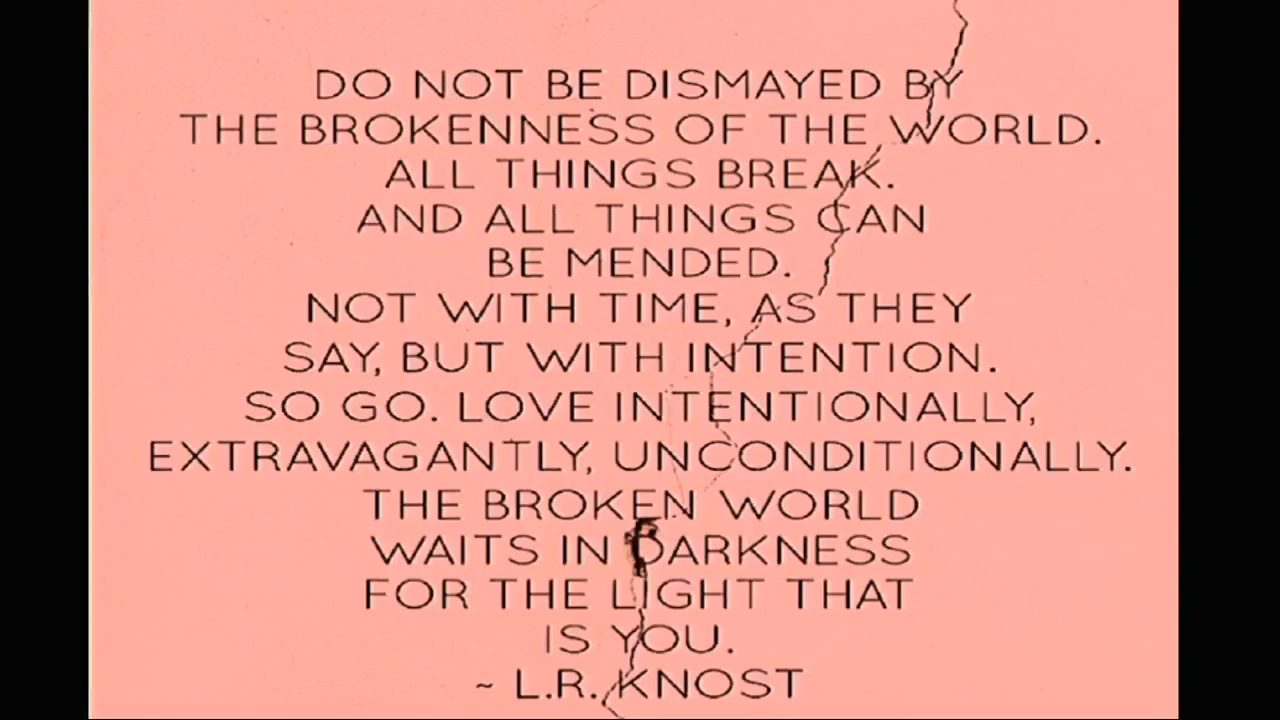 DO NOT BE DISMAYED BY
THE BROKENNESS OF THE WORLD.
ALL THINGS BREAK.
AND ALL THINGS CAN
BE MENDED.
NOT WITH TIME, AS THEY
SAY, BUT WITH INTENTION.
SO GO. LOVE INTENTIONALLY,
EXTRAVAGANTLY, UNCONDITIONALLY.
THE BROKEN WORLD
WAITS IN DARKNESS
FOR THE LIGHT THAT
IS YOU.
~ L.R. KNOST